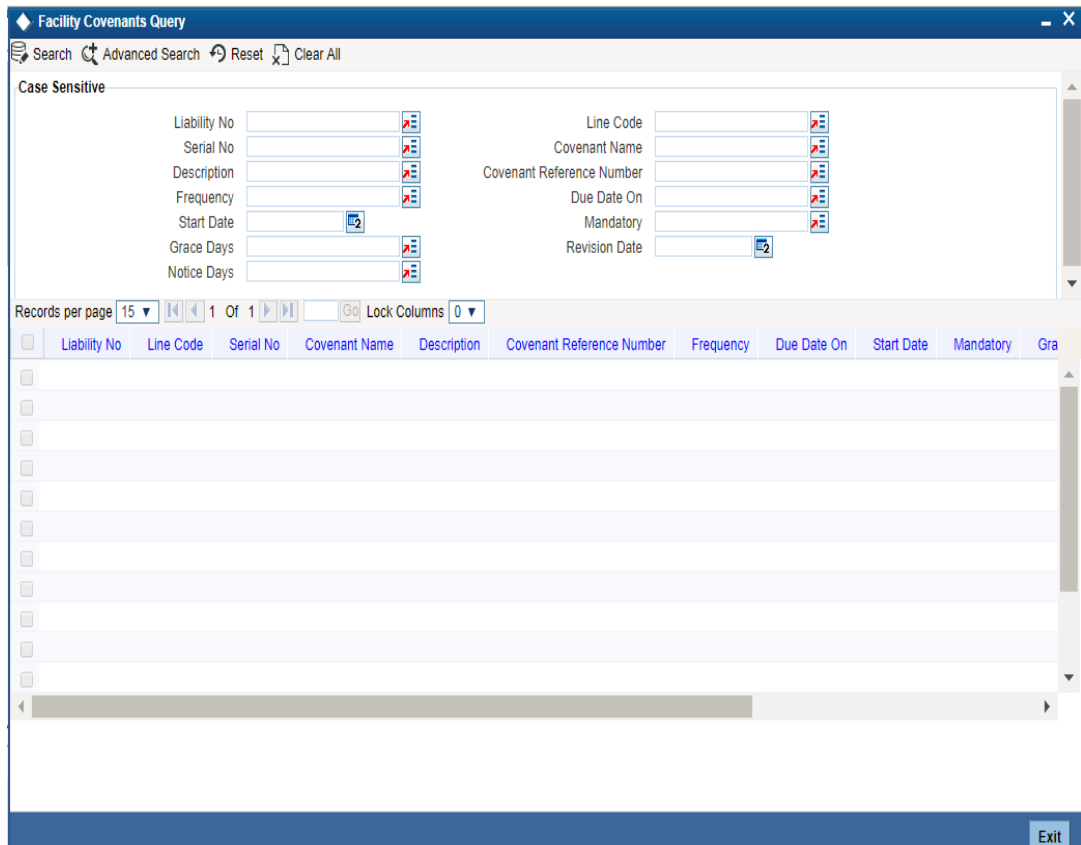 Facility Covenants Query
Search Advanced Search Reset Clear All
Case Sensitive
Liability No Line Code
Serial No Covenant Name
Description Covenant Reference Number
Frequency Due Date On
Start Date Mandatory
Grace Days Revision Date
Notice Days
Records per page 15 1 Of 1 Go Lock Columns 0
Liability No Line Code Serial No Covenant Name Description Covenant Reference Number Frequency Due Date On Start Date Mandatory Gra
Exit